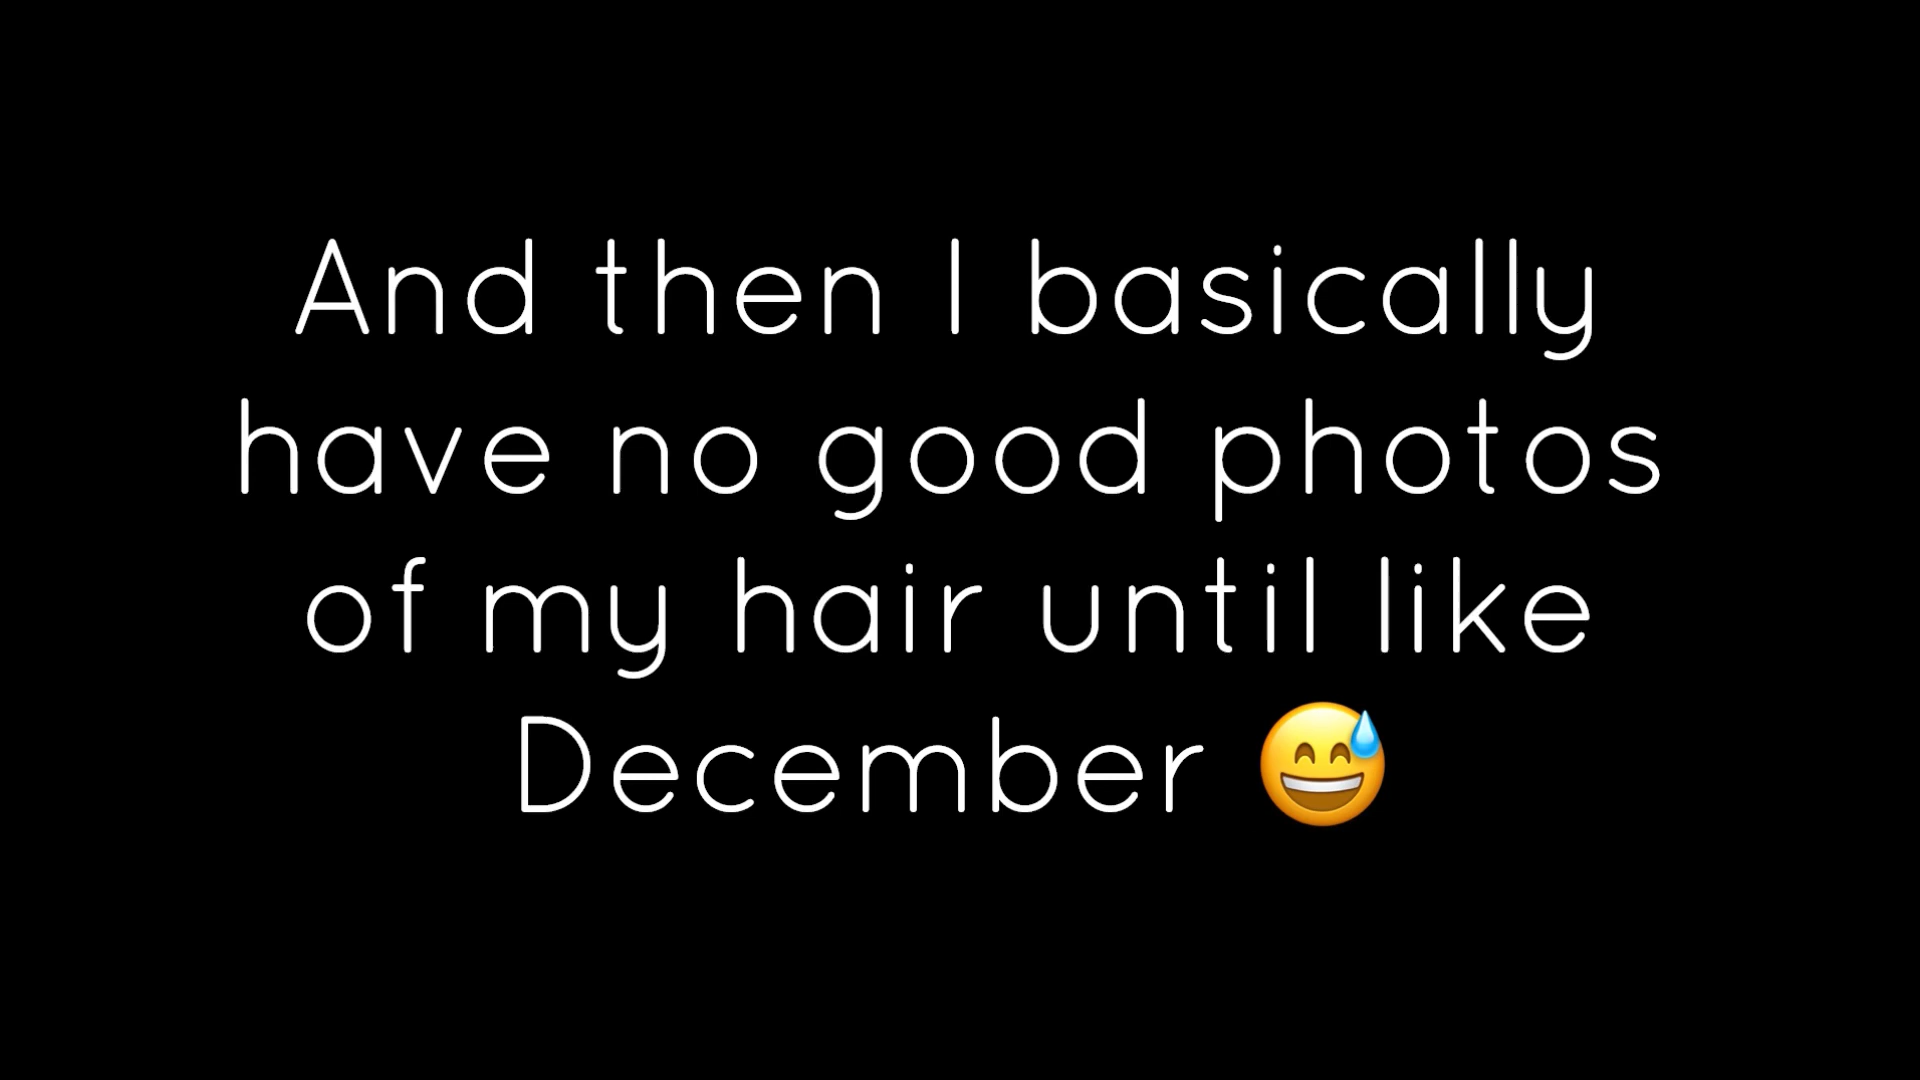 And then I basically
have no good photos
of my hair until like
December 😅